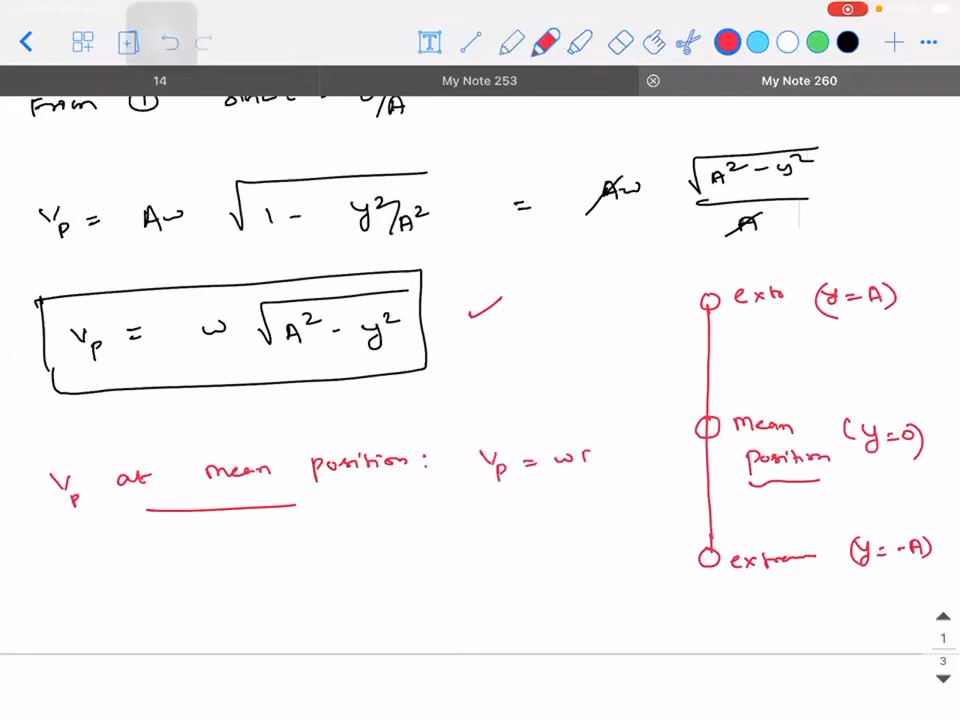 14 My Note 253 My Note 260
From ①
V_p = Aω √(1 - y²/A²) = Aω √(A² - y²) / A
V_p = ω √(A² - y²) ✓
extr (y = A)
mean (y = 0)
position
V_p at mean position : V_p = ωr
extrem (y = -A)
1
3